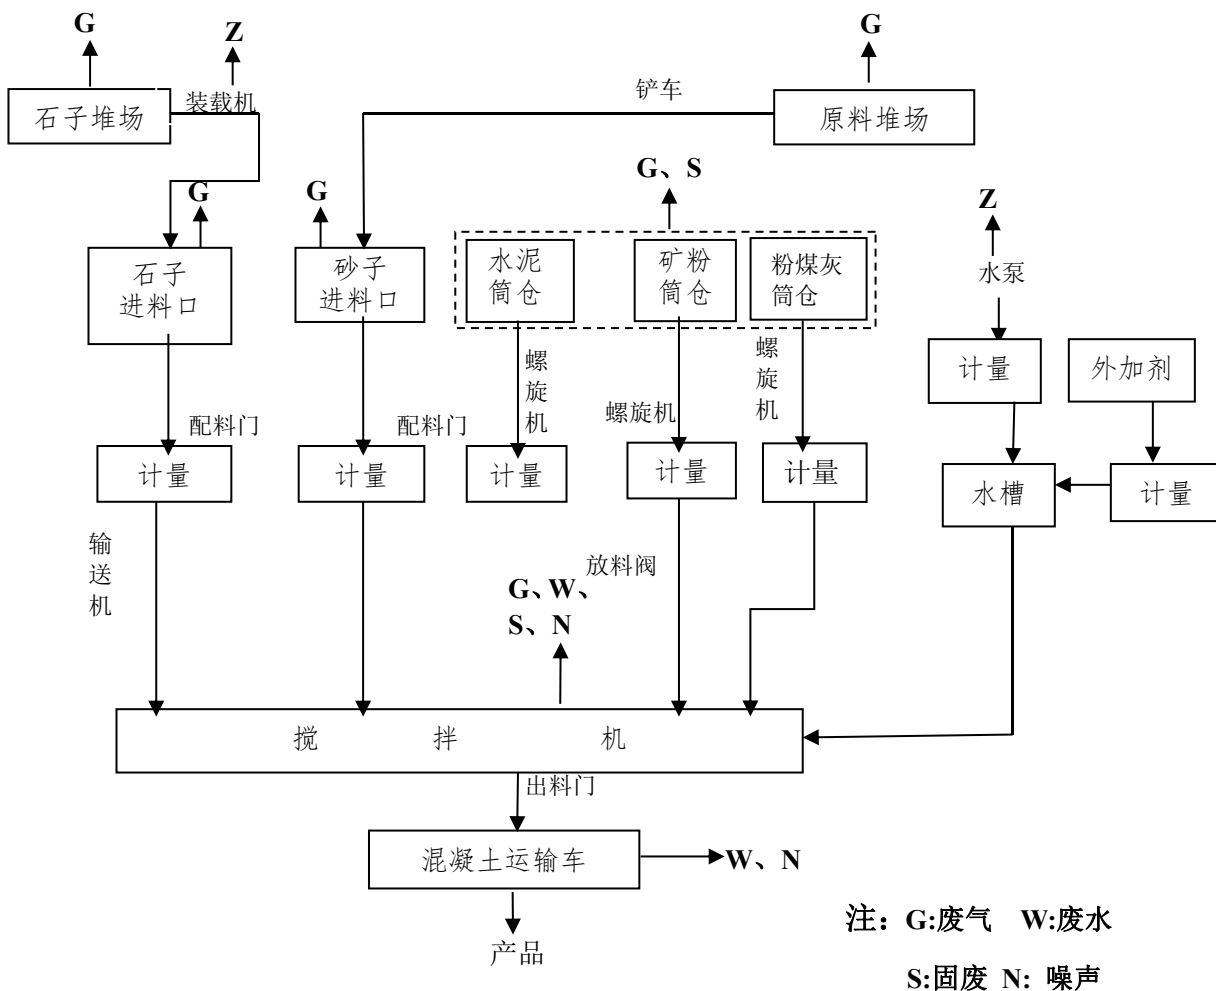 G
Z
G
石子堆场
装载机
铲车
原料堆场
G、S
G
G
Z
石子
进料口
砂子
进料口
水泥
筒仓
矿粉
筒仓
粉煤灰
筒仓
水泵
螺
旋
机
螺
旋
机
计量
外加剂
配料门
配料门
螺旋机
计量
计量
计量
计量
计量
水槽
计量
输
送
机
放料阀
G、W、
S、N
搅 拌 机
出料门
混凝土运输车
W、N
产品
注：G:废气 W:废水
S:固废 N: 噪声